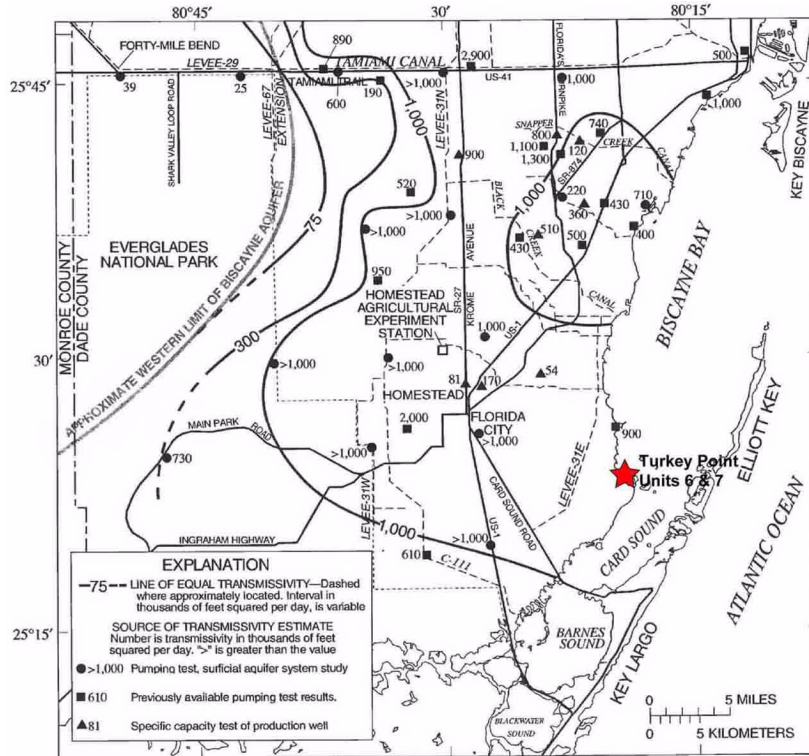 80°45'
30'
80°15'
FORTY-MILE BEND
LEVEE-29
890
TAMIAMI CANAL
2,900
500
25°45'
39
25
TAMIAMI TRAIL
600
190
>1,000
US-41
1,000
1,000
SHARK VALLEY LOOP ROAD
LEVEE-67
EXTENSION
1,000
LEVEE-31N
FLORIDA'S TURNPIKE
KEY BISCAYNE
SNAPPER
CREEK
CANAL
800
740
120
1,100
1,300
900
SR-874
75
520
1,000
220
360
430
710
400
BLACK
CREEK
CANAL
>1,000
>1,000
510
430
500
EVERGLADES
NATIONAL PARK
MONROE COUNTY
DADE COUNTY
APPROXIMATE WESTERN LIMIT OF BISCAYNE AQUIFER
950
HOMESTEAD
AGRICULTURAL
EXPERIMENT
STATION
SR-27
KROME
AVENUE
BISCAYNE BAY
300
1,000
US-1
30'
>1,000
>1,000
HOMESTEAD
81
170
54
ELLIOTT KEY
MAIN PARK
ROAD
2,000
FLORIDA
CITY
>1,000
900
730
>1,000
LEVEE-31W
LEVEE-31E
Turkey Point
Units 6 & 7
CARD SOUND ROAD
CARD SOUND
ATLANTIC OCEAN
INGRAHAM HIGHWAY
1,000
US-1
>1,000
610
C-111
25°15'
BARNES
SOUND
KEY LARGO
BLACKWATER
SOUND
EXPLANATION
75 LINE OF EQUAL TRANSMISSIVITY—Dashed
where approximately located. Interval in
thousands of feet squared per day, is variable
SOURCE OF TRANSMISSIVITY ESTIMATE
Number is transmissivity in thousands of feet
squared per day. ">" is greater than the value
>1,000 Pumping test, surficial aquifer system study
610 Previously available pumping test results.
81 Specific capacity test of production well
0 5 MILES
0 5 KILOMETERS